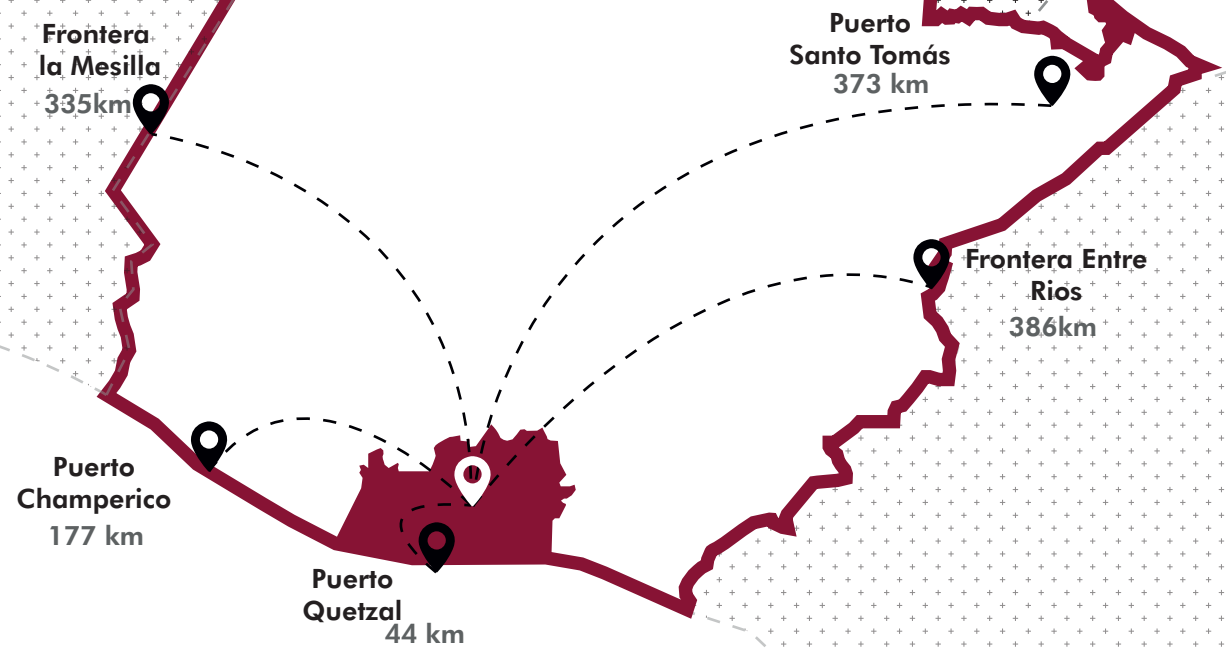 Frontera
la Mesilla
335km
Puerto
Santo Tomás
373 km
Frontera Entre
Rios
386km
Puerto
Champerico
177 km
Puerto
Quetzal
44 km